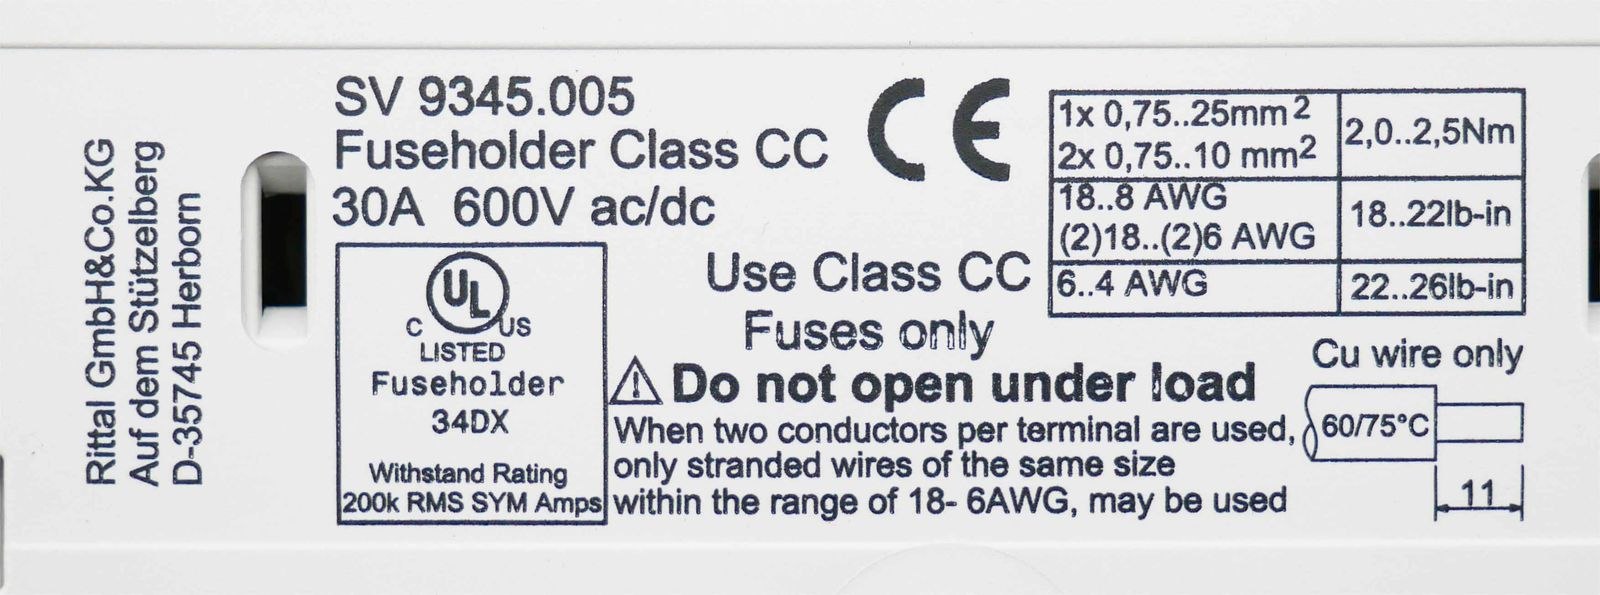 Rittal GmbH&Co.KG
Auf dem Stützelberg
D-35745 Herborn
SV 9345.005
Fuseholder Class CC
30A 600V ac/dc
CE
1x 0,75..25mm²
2x 0,75..10 mm²
2,0..2,5Nm
18..8 AWG
(2)18..(2)6 AWG
18..22lb-in
6..4 AWG
22..26lb-in
UL
C US
LISTED
Fuseholder
34DX
Withstand Rating
200k RMS SYM Amps
Use Class CC
Fuses only
Do not open under load
When two conductors per terminal are used,
only stranded wires of the same size
within the range of 18- 6AWG, may be used
Cu wire only
60/75°C
11